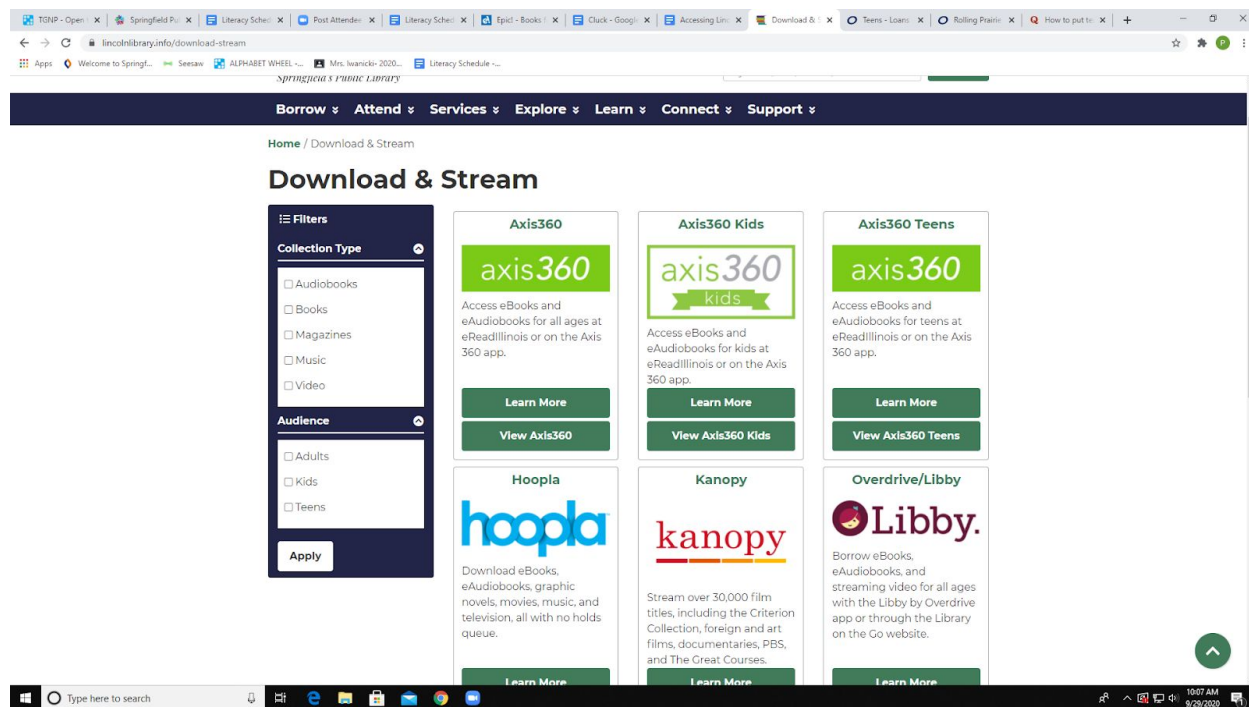 TGNP - Open
Springfield Pu
Literacy Sched
Post Attendee
Literacy Sched
Epic! - Books
Cluck - Google
Accessing Linc
Download & S
Teens - Loans
Rolling Prairie
Q How to put te
lincolnlibrary.info/download-stream
P
Apps
Welcome to Springf...
Seesaw
ALPHABET WHEEL -...
Mrs. Iwanicki- 2020...
Literacy Schedule -...
Springfield's Public Library
Borrow Attend Services Explore Learn Connect Support
Home / Download & Stream
Download & Stream
Filters
Collection Type
Audiobooks
Books
Magazines
Music
Video
Audience
Adults
Kids
Teens
Apply
Axis360
axis360
Access eBooks and
eAudiobooks for all ages at
eReadIllinois or on the Axis
360 app.
Learn More
View Axis360
Axis360 Kids
axis360
kids
Access eBooks and
eAudiobooks for kids at
eReadIllinois or on the Axis
360 app.
Learn More
View Axis360 Kids
Axis360 Teens
axis360
Access eBooks and
eAudiobooks for teens at
eReadIllinois or on the Axis
360 app.
Learn More
View Axis360 Teens
Hoopla
hoopla
Download eBooks,
eAudiobooks, graphic
novels, movies, music, and
television, all with no holds
queue.
Learn More
Kanopy
kanopy
Stream over 30,000 film
titles, including the Criterion
Collection, foreign and art
films, documentaries, PBS,
and The Great Courses.
Learn More
Overdrive/Libby
Libby.
Borrow eBooks,
eAudiobooks, and
streaming video for all ages
with the Libby by Overdrive
app or through the Library
on the Go website.
Learn More
Type here to search
10:07 AM
9/29/2020